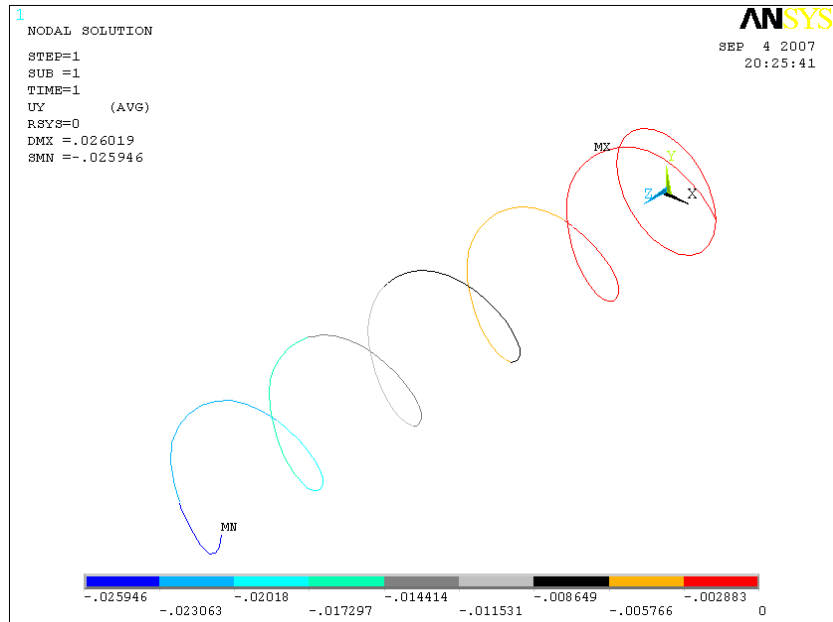 1
ANSYS
NODAL SOLUTION
SEP  4 2007
20:25:41
STEP=1
SUB =1
TIME=1
UY       (AVG)
RSYS=0
DMX =.026019
SMN =-.025946
MX
Y
Z
X
MN
-.025946
-.023063
-.02018
-.017297
-.014414
-.011531
-.008649
-.005766
-.002883
0